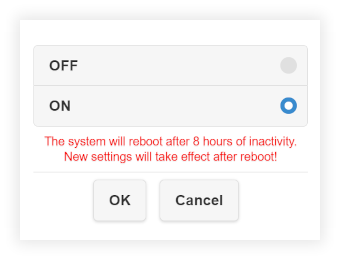 OFF
ON
The system will reboot after 8 hours of inactivity.
New settings will take effect after reboot!
OK
Cancel